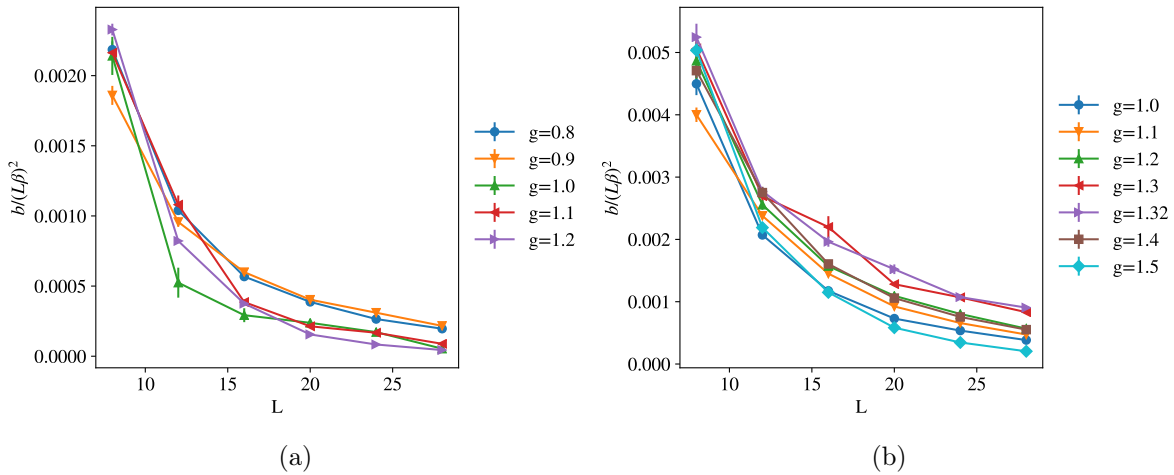 0.0020
0.0015
0.0010
0.0005
0.0000
b/(Lβ)²
10 15 20 25
L
g=0.8
g=0.9
g=1.0
g=1.1
g=1.2
(a)
0.005
0.004
0.003
0.002
0.001
0.000
b/(Lβ)²
10 15 20 25
L
g=1.0
g=1.1
g=1.2
g=1.3
g=1.32
g=1.4
g=1.5
(b)